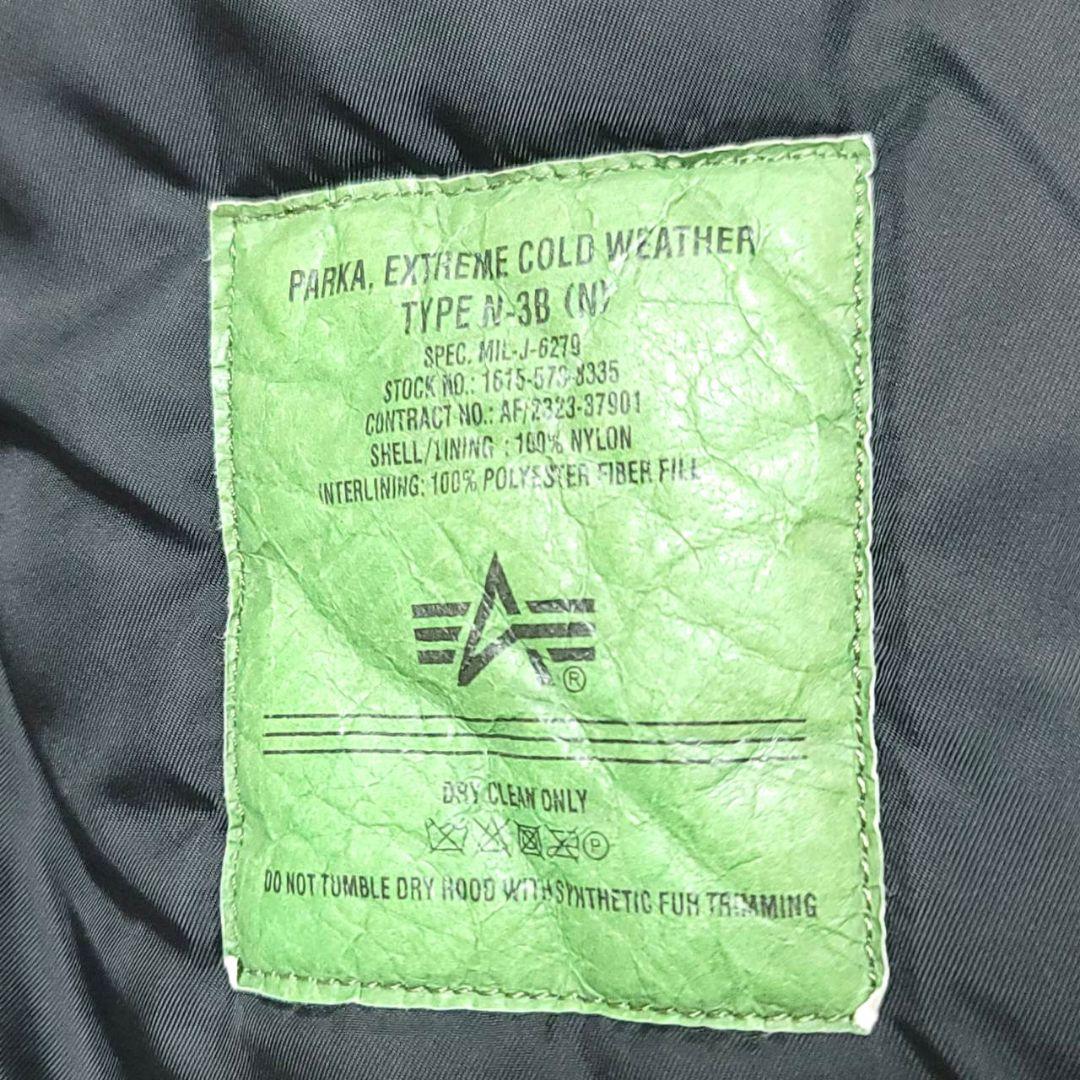 PARKA, EXTREME COLD WEATHER
TYPE N-3B (N)
SPEC. MIL-J-6279
STOCK NO.: 1615-573-8335
CONTRACT NO.: AF/2323-37901
SHELL/LINING : 100% NYLON
INTERLINING: 100% POLYESTER FIBER FILL
®
DRY CLEAN ONLY
P
DO NOT TUMBLE DRY HOOD WITH SYNTHETIC FUR TRIMMING